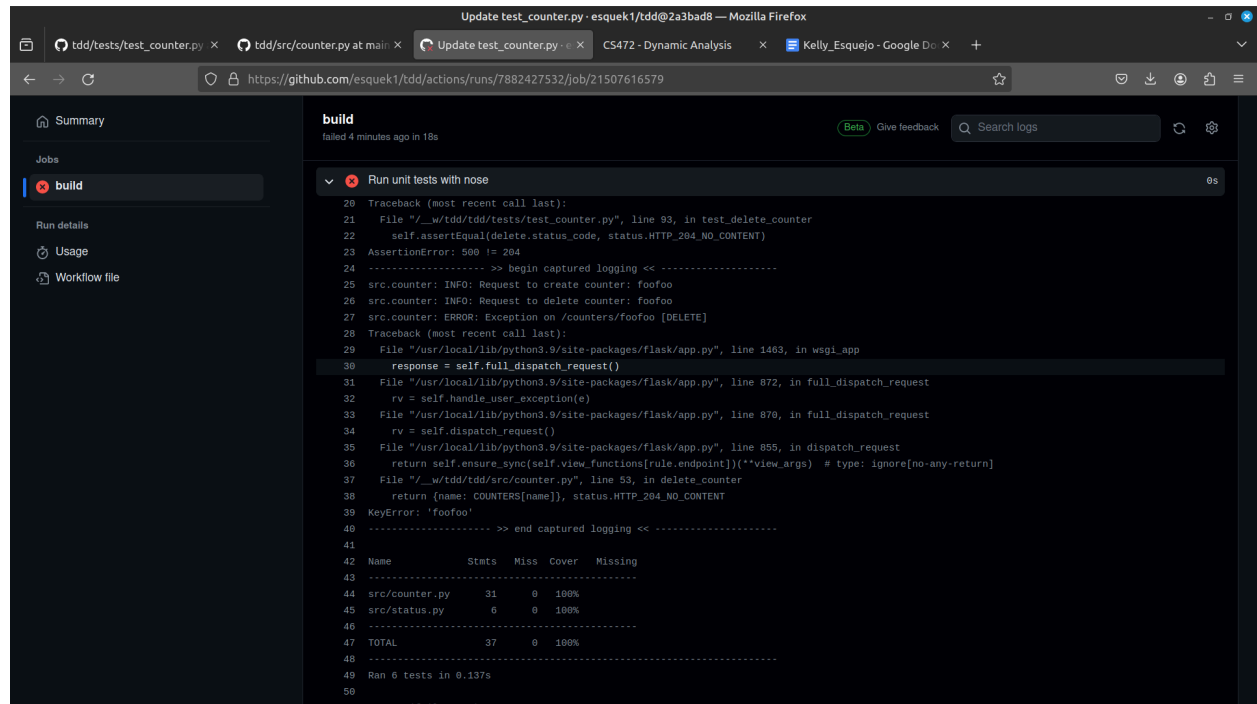 Update test_counter.py · esquek1/tdd@2a3bad8 — Mozilla Firefox
tdd/tests/test_counter.py
tdd/src/counter.py at main
Update test_counter.py · e
CS472 - Dynamic Analysis
Kelly_Esquejo - Google Do
https://github.com/esquek1/tdd/actions/runs/7882427532/job/21507616579
Summary
Jobs
build
Run details
Usage
Workflow file
build
failed 4 minutes ago in 18s
Beta Give feedback
Search logs
Run unit tests with nose 0s
20 Traceback (most recent call last):
21 File "/__w/tdd/tdd/tests/test_counter.py", line 93, in test_delete_counter
22 self.assertEqual(delete.status_code, status.HTTP_204_NO_CONTENT)
23 AssertionError: 500 != 204
24 -------------------- >> begin captured logging << --------------------
25 src.counter: INFO: Request to create counter: foofoo
26 src.counter: INFO: Request to delete counter: foofoo
27 src.counter: ERROR: Exception on /counters/foofoo [DELETE]
28 Traceback (most recent call last):
29 File "/usr/local/lib/python3.9/site-packages/flask/app.py", line 1463, in wsgi_app
30 response = self.full_dispatch_request()
31 File "/usr/local/lib/python3.9/site-packages/flask/app.py", line 872, in full_dispatch_request
32 rv = self.handle_user_exception(e)
33 File "/usr/local/lib/python3.9/site-packages/flask/app.py", line 870, in full_dispatch_request
34 rv = self.dispatch_request()
35 File "/usr/local/lib/python3.9/site-packages/flask/app.py", line 855, in dispatch_request
36 return self.ensure_sync(self.view_functions[rule.endpoint])(**view_args) # type: ignore[no-any-return]
37 File "/__w/tdd/tdd/src/counter.py", line 53, in delete_counter
38 return {name: COUNTERS[name]}, status.HTTP_204_NO_CONTENT
39 KeyError: 'foofoo'
40 --------------------- >> end captured logging << ---------------------
41
42 Name Stmts Miss Cover Missing
43 ----------------------------------------------
44 src/counter.py 31 0 100%
45 src/status.py 6 0 100%
46 ----------------------------------------------
47 TOTAL 37 0 100%
48 ----------------------------------------------------------------------
49 Ran 6 tests in 0.137s
50